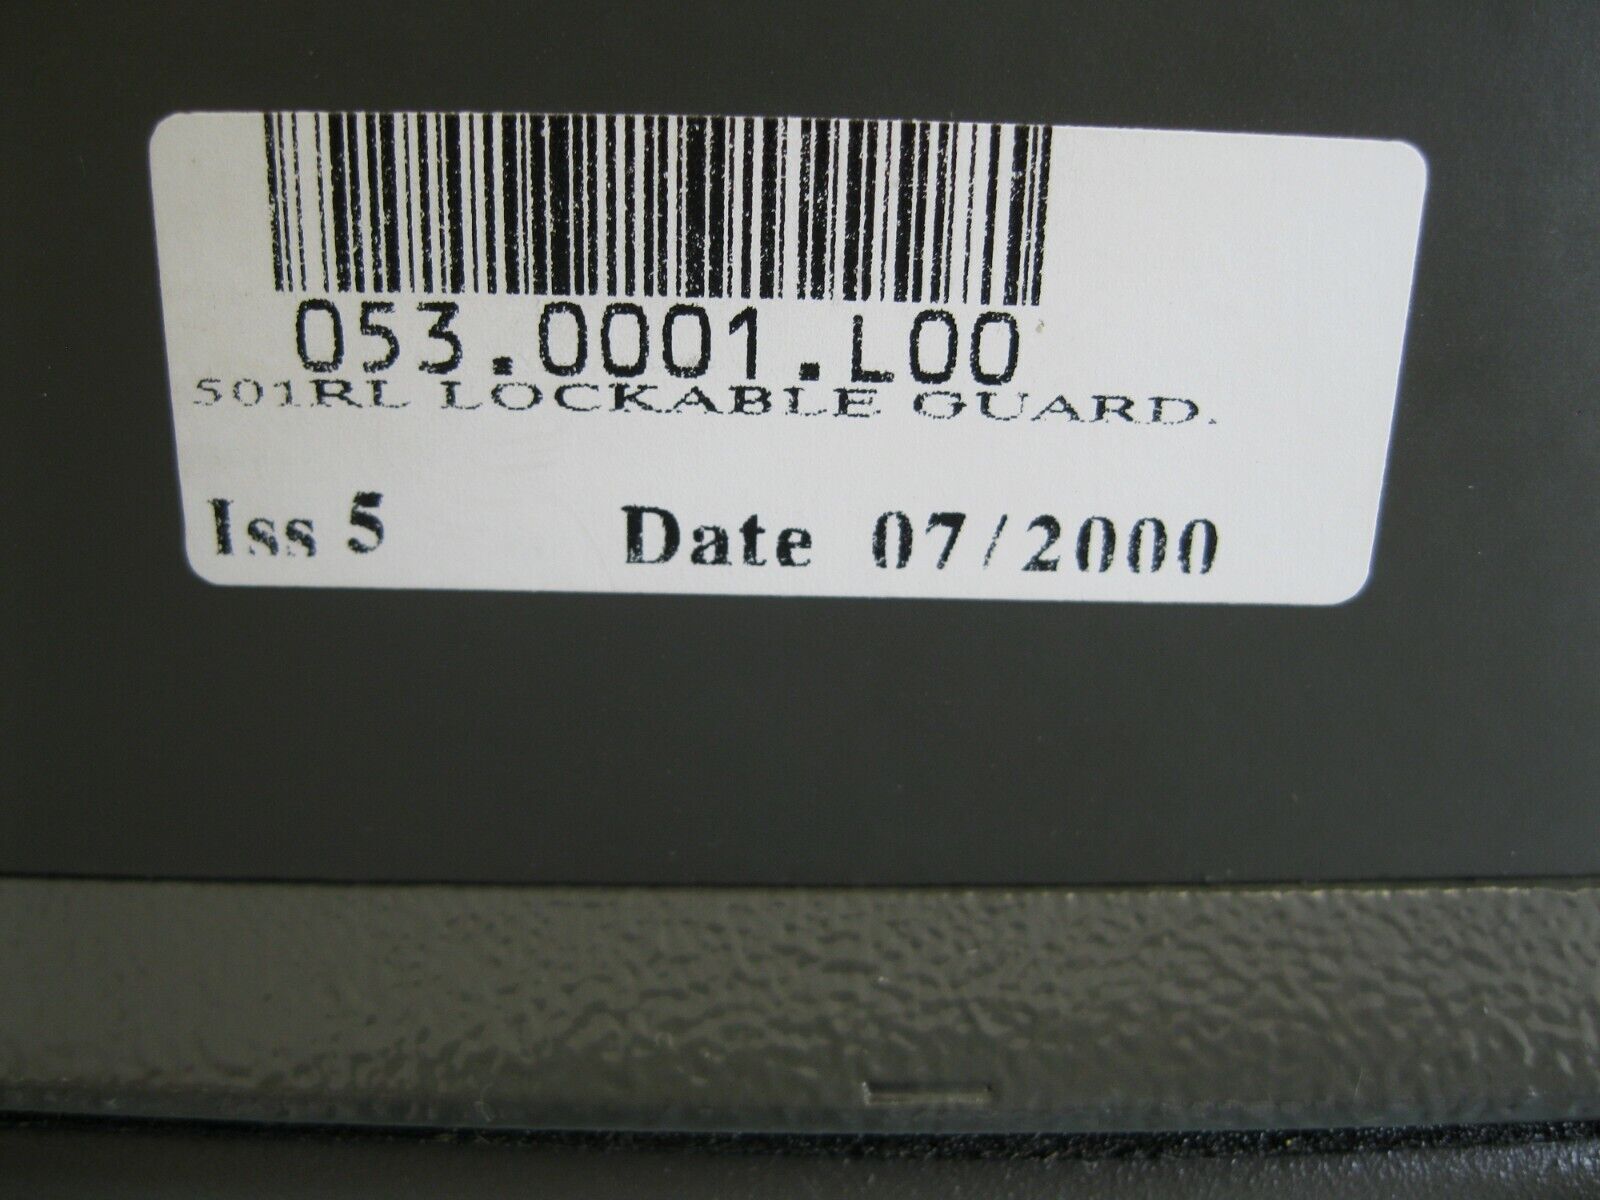 053.0001.L00
501RL LOCKABLE GUARD.
Iss 5 Date 07/2000